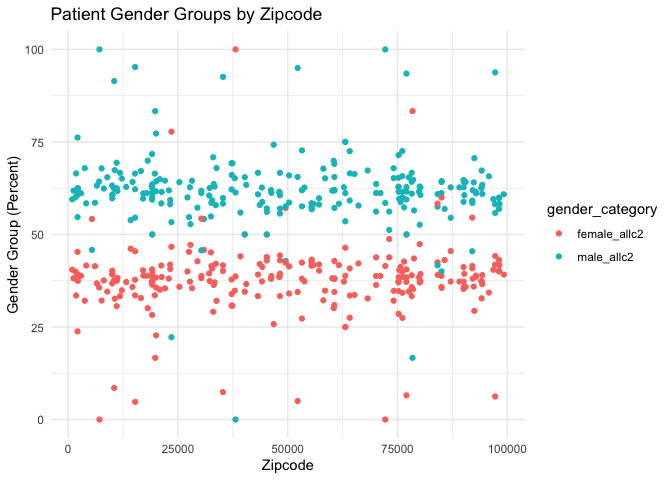 Patient Gender Groups by Zipcode
100
75
50
25
0
Gender Group (Percent)
0
25000
50000
75000
100000
Zipcode
gender_category
female_allc2
male_allc2